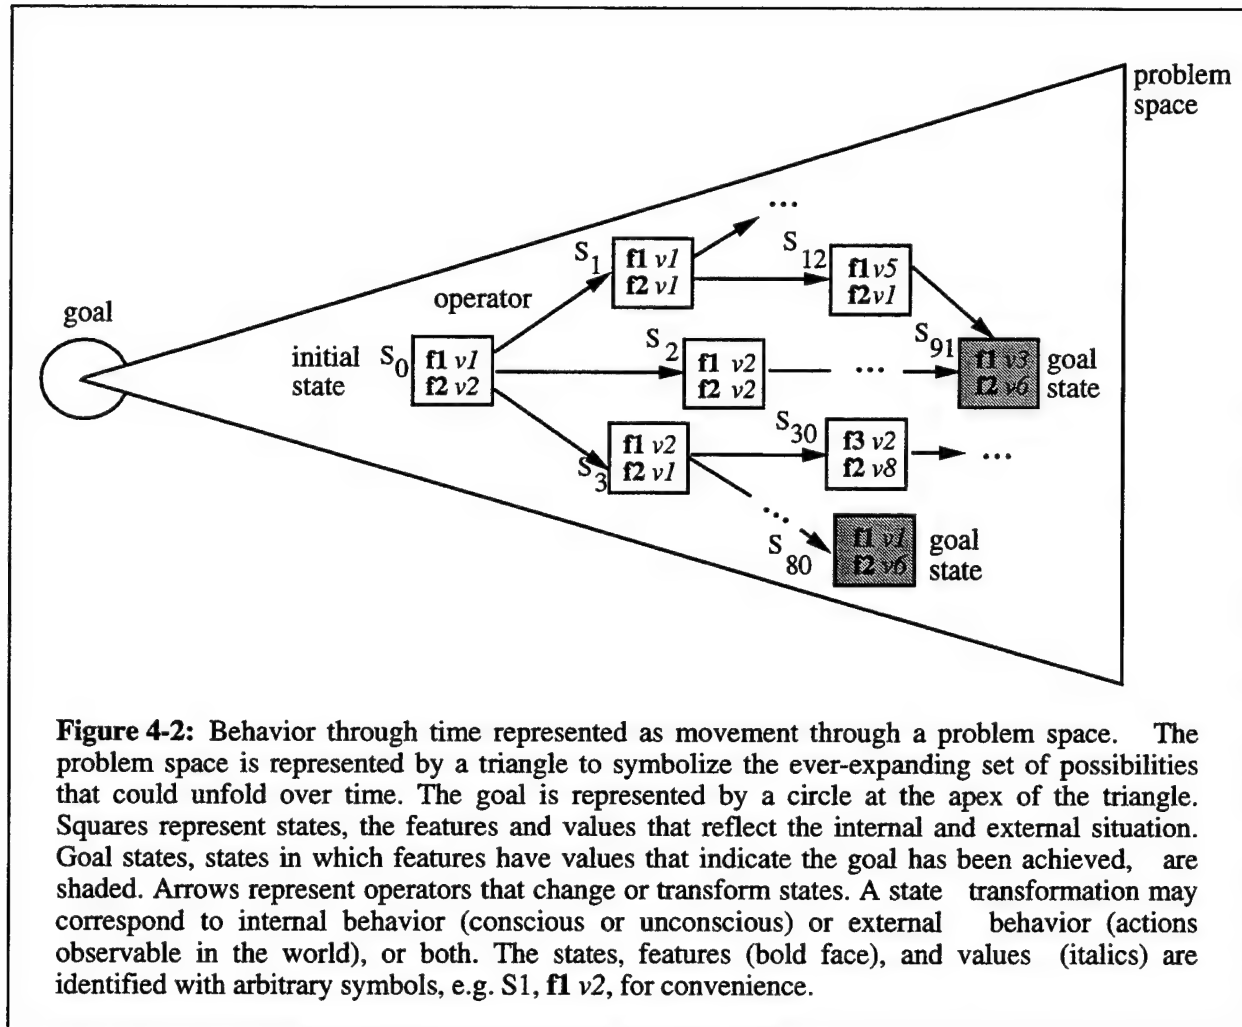 problem
space
...
S1
f1 v1
f2 v1
S12
f1 v5
f2 v1
operator
goal
initial
state
S0
f1 v1
f2 v2
S2
f1 v2
f2 v2
...
S91
f1 v3
f2 v6
goal
state
S3
f1 v2
f2 v1
S30
f3 v2
f2 v8
...
...
S80
f1 v1
f2 v6
goal
state
Figure 4-2: Behavior through time represented as movement through a problem space. The
problem space is represented by a triangle to symbolize the ever-expanding set of possibilities
that could unfold over time. The goal is represented by a circle at the apex of the triangle.
Squares represent states, the features and values that reflect the internal and external situation.
Goal states, states in which features have values that indicate the goal has been achieved, are
shaded. Arrows represent operators that change or transform states. A state transformation may
correspond to internal behavior (conscious or unconscious) or external behavior (actions
observable in the world), or both. The states, features (bold face), and values (italics) are
identified with arbitrary symbols, e.g. S1, f1 v2, for convenience.